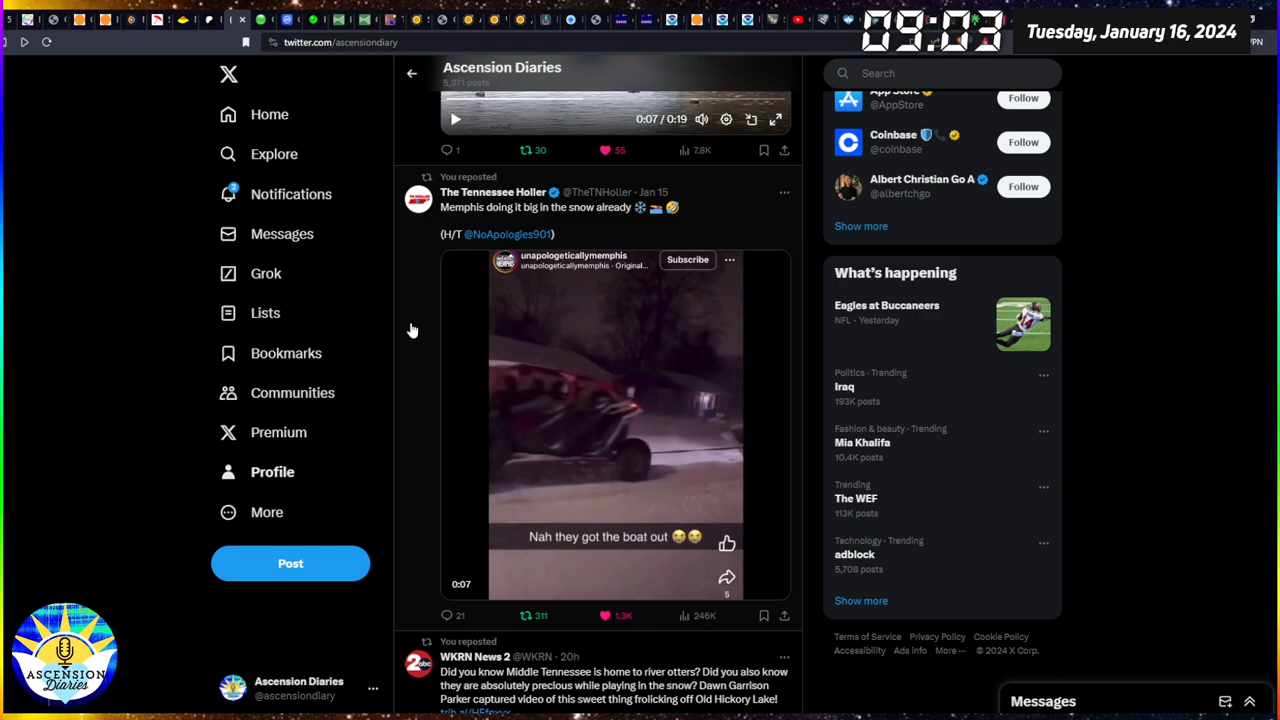 5
09:03
Tuesday, January 16, 2024
twitter.com/ascensiondiary
VPN
Ascension Diaries
5,971 posts
Search
Home
Explore
2
Notifications
Messages
Grok
Lists
Bookmarks
Communities
Premium
Profile
More
Post
Ascension Diaries
@ascensiondiary
ASCENSION
Diaries
0:07 / 0:19
1
30
55
7.8K
You reposted
The Tennessee Holler @TheTNHoller · Jan 15
Memphis doing it big in the snow already ❄️ 🚤 🤣
(H/T @NoApologies901)
unapologeticallymemphis
unapologeticallymemphis · Original...
Subscribe
Nah they got the boat out 😂😂
0:07
5
21
311
1.3K
246K
You reposted
WKRN News 2 @WKRN · 20h
Did you know Middle Tennessee is home to river otters? Did you also know
they are absolutely precious while playing in the snow? Dawn Garrison
Parker captured video of this sweet thing frolicking off Old Hickory Lake!
2 abc
App Store
@AppStore
Follow
Coinbase
@coinbase
Follow
Albert Christian Go A
@albertchgo
Follow
Show more
What's happening
Eagles at Buccaneers
NFL · Yesterday
Politics · Trending
Iraq
193K posts
Fashion & beauty · Trending
Mia Khalifa
10.4K posts
Trending
The WEF
113K posts
Technology · Trending
adblock
5,708 posts
Show more
Terms of Service Privacy Policy Cookie Policy
Accessibility Ads info More ··· © 2024 X Corp.
Messages